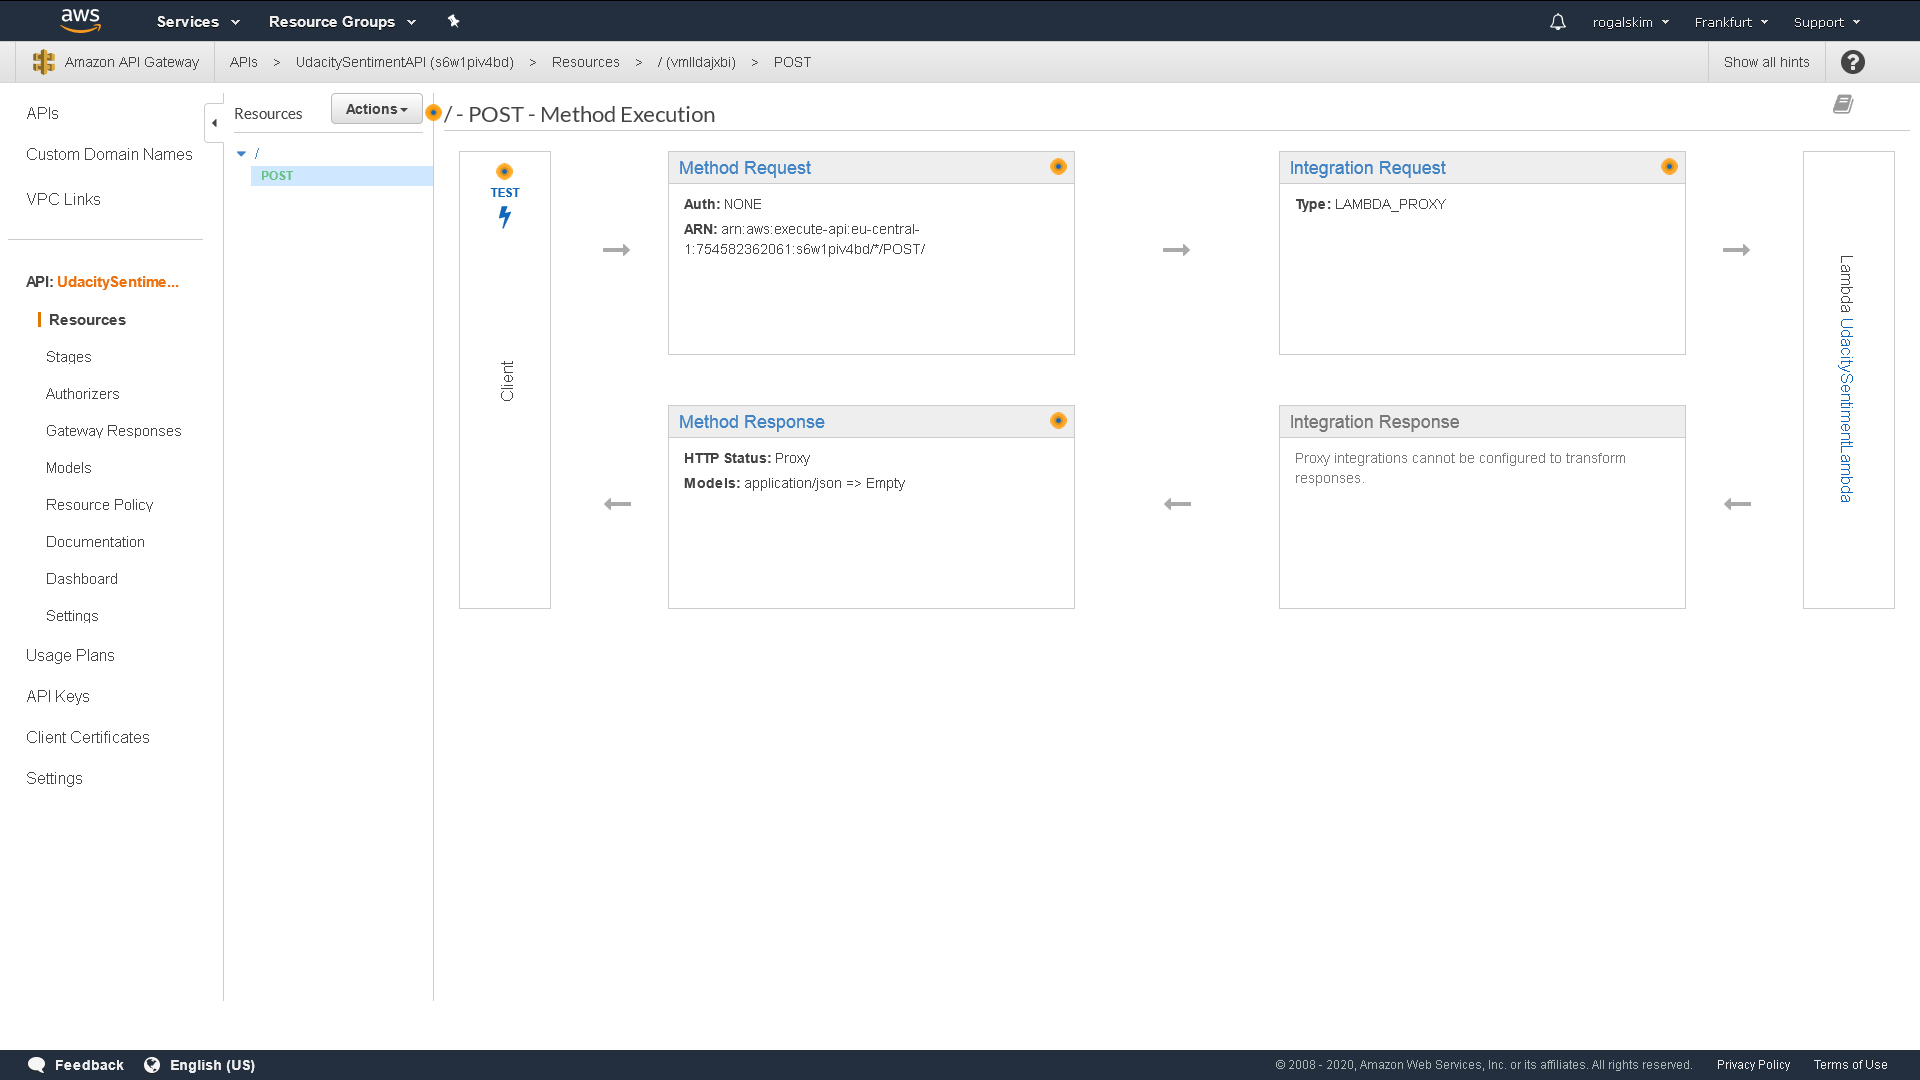 aws
Services
Resource Groups
rogalskim
Frankfurt
Support
Amazon API Gateway
APIs > UdacitySentimentAPI (s6w1piv4bd) > Resources > / (vmlldajxbi) > POST
Show all hints
?
APIs
Custom Domain Names
VPC Links
API: UdacitySentime...
Resources
Stages
Authorizers
Gateway Responses
Models
Resource Policy
Documentation
Dashboard
Settings
Usage Plans
API Keys
Client Certificates
Settings
Resources
Actions
/
POST
/ - POST - Method Execution
TEST
Client
Method Request
Auth: NONE
ARN: arn:aws:execute-api:eu-central-
1:754582362061:s6w1piv4bd/*/POST/
Integration Request
Type: LAMBDA_PROXY
Lambda UdacitySentimentLambda
Method Response
HTTP Status: Proxy
Models: application/json => Empty
Integration Response
Proxy integrations cannot be configured to transform
responses.
Feedback
English (US)
© 2008 - 2020, Amazon Web Services, Inc. or its affiliates. All rights reserved.
Privacy Policy
Terms of Use